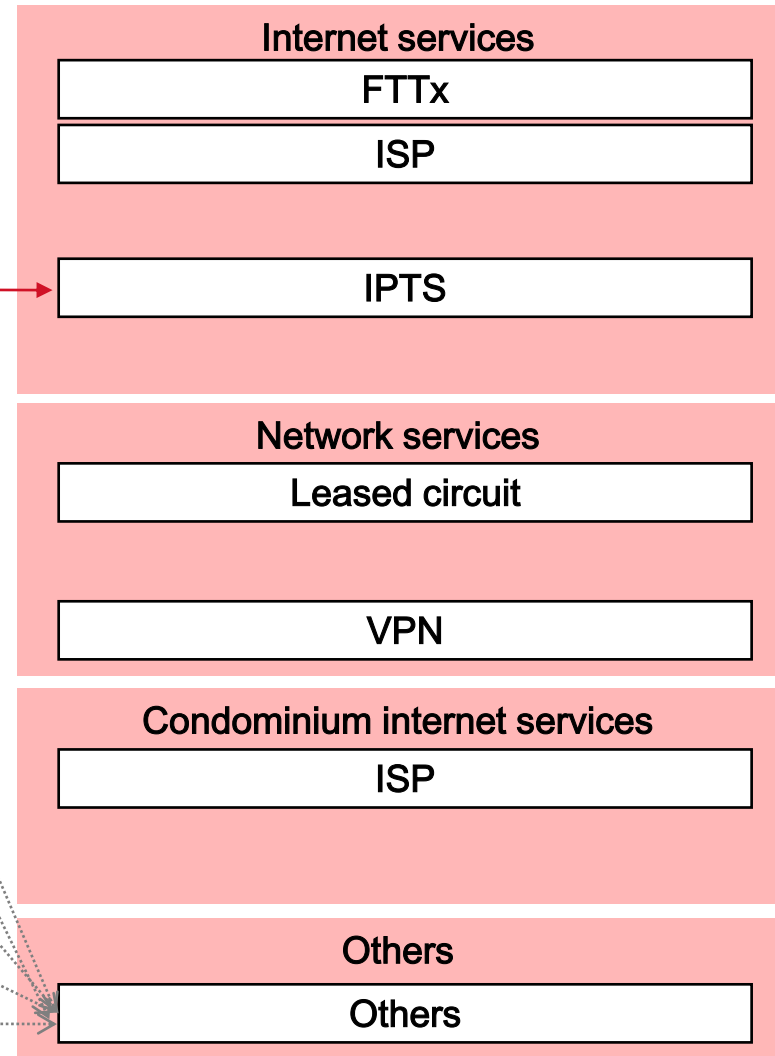 Internet services
FTTx
ISP
IPTS
Network services
Leased circuit
VPN
Condominium internet services
ISP
Others
Others